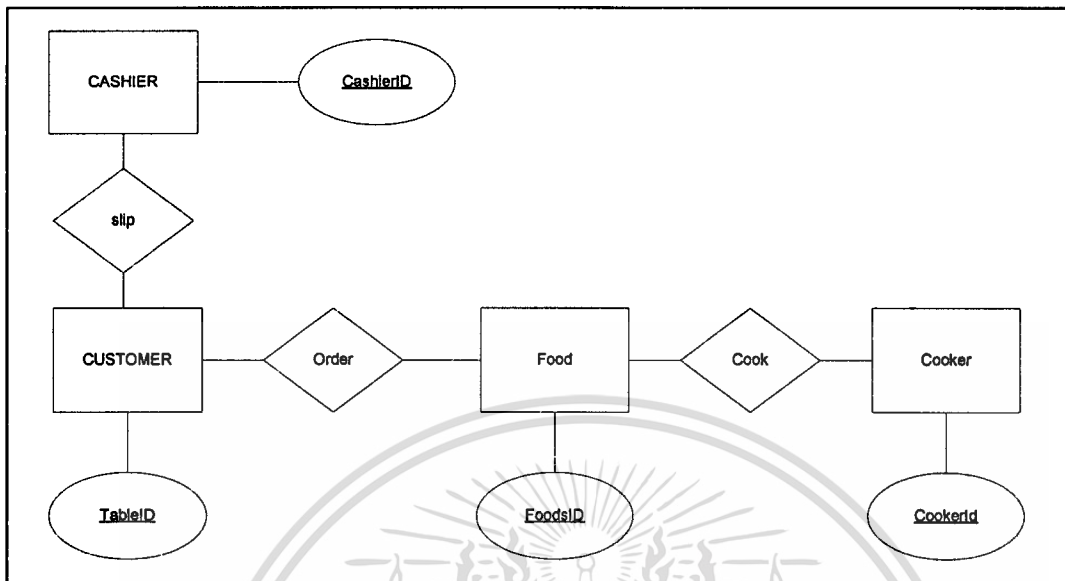 CASHIER
CashierID
slip
CUSTOMER
Order
Food
Cook
Cooker
TableID
FoodsID
CookerId